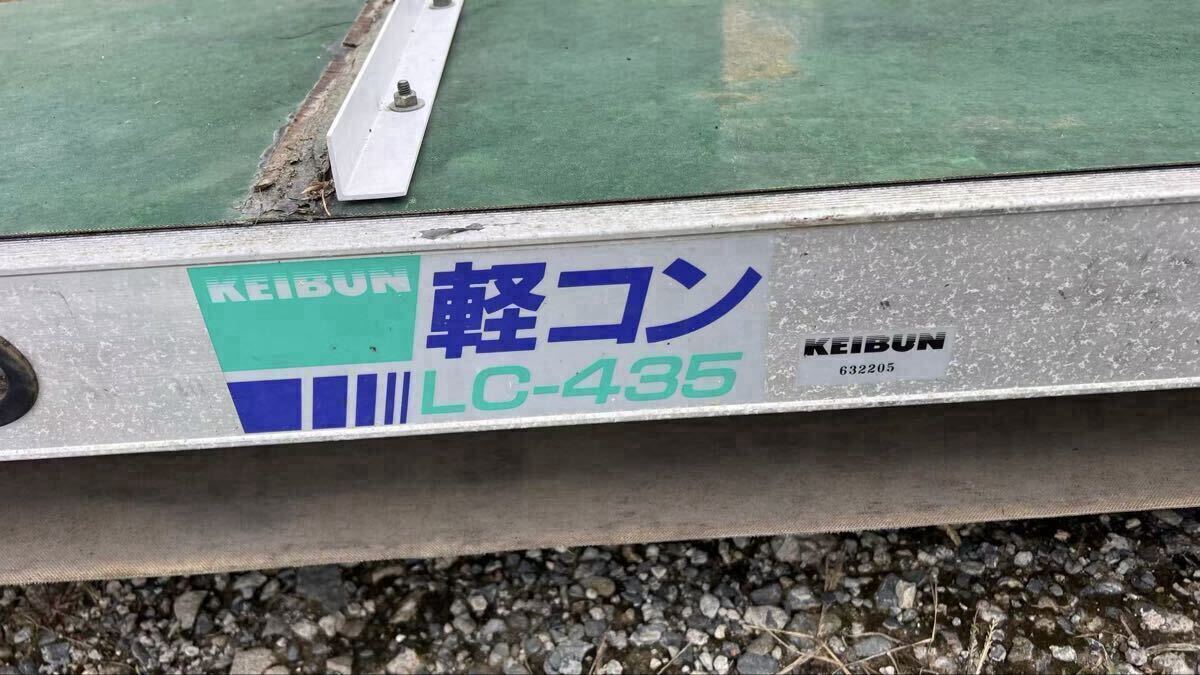 KEIBUN
軽コン
LC-435
KEIBUN
632205